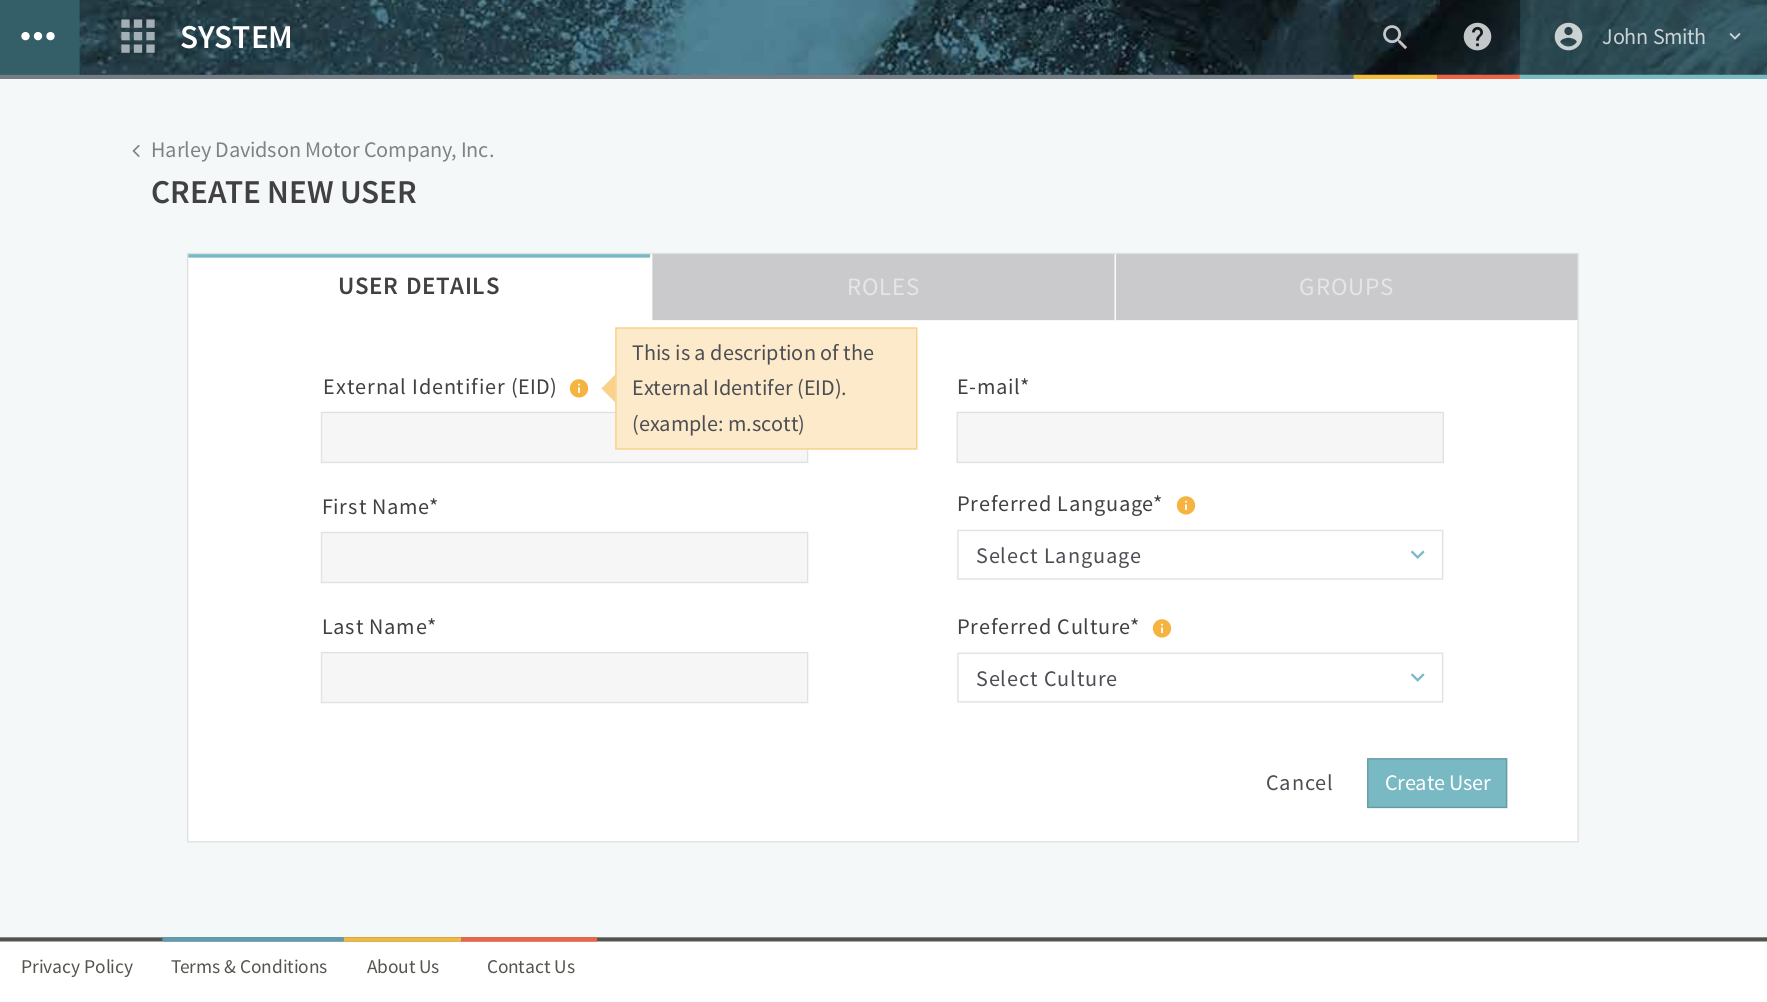 SYSTEM
John Smith
Harley Davidson Motor Company, Inc.
CREATE NEW USER
USER DETAILS
ROLES
GROUPS
External Identifier (EID)
This is a description of the
External Identifer (EID).
(example: m.scott)
E-mail*
First Name*
Preferred Language*
Select Language
Last Name*
Preferred Culture*
Select Culture
Cancel
Create User
Privacy Policy
Terms & Conditions
About Us
Contact Us